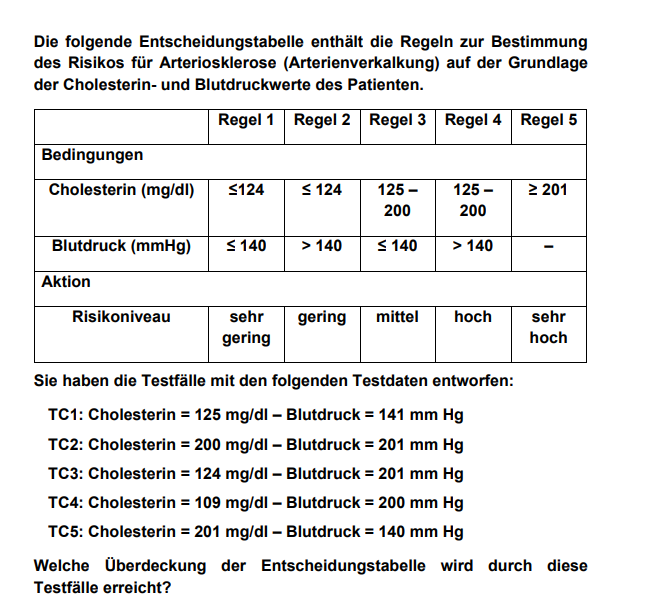 Die folgende Entscheidungstabelle enthält die Regeln zur Bestimmung
des Risikos für Arteriosklerose (Arterienverkalkung) auf der Grundlage
der Cholesterin- und Blutdruckwerte des Patienten.
Regel 1 Regel 2 Regel 3 Regel 4 Regel 5
Bedingungen
Cholesterin (mg/dl) ≤124 ≤ 124 125 – 125 – ≥ 201
200 200
Blutdruck (mmHg) ≤ 140 > 140 ≤ 140 > 140 –
Aktion
Risikoniveau sehr gering mittel hoch sehr
gering hoch
Sie haben die Testfälle mit den folgenden Testdaten entworfen:
TC1: Cholesterin = 125 mg/dl – Blutdruck = 141 mm Hg
TC2: Cholesterin = 200 mg/dl – Blutdruck = 201 mm Hg
TC3: Cholesterin = 124 mg/dl – Blutdruck = 201 mm Hg
TC4: Cholesterin = 109 mg/dl – Blutdruck = 200 mm Hg
TC5: Cholesterin = 201 mg/dl – Blutdruck = 140 mm Hg
Welche Überdeckung der Entscheidungstabelle wird durch diese
Testfälle erreicht?